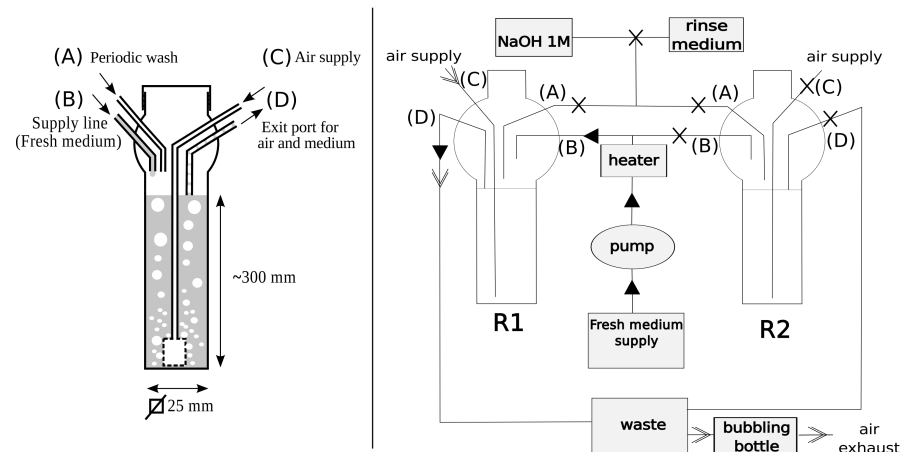 (A) Periodic wash
(B)
Supply line
(Fresh medium)
(C) Air supply
(D)
Exit port for
air and medium
~300 mm
25 mm
NaOH 1M
rinse
medium
air supply
(C)
(A)
(D)
(B)
(A)
air supply
(C)
(D)
(B)
heater
pump
Fresh medium
supply
R1
R2
waste
bubbling
bottle
air
exhaust